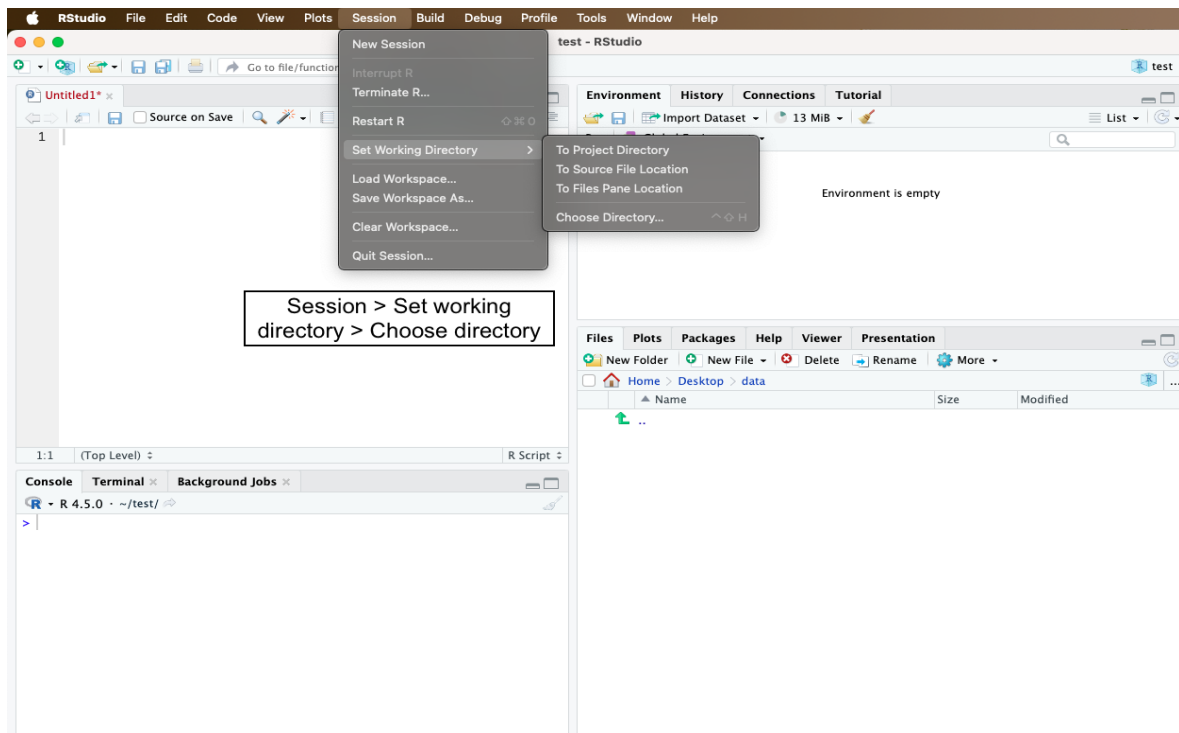 RStudio File Edit Code View Plots Session Build Debug Profile Tools Window Help
test - RStudio
Go to file/function
test
Untitled1*
Source on Save
1
1:1 (Top Level) R Script
New Session
Interrupt R
Terminate R...
Restart R ⇧⌘0
Set Working Directory >
Load Workspace...
Save Workspace As...
Clear Workspace...
Quit Session...
To Project Directory
To Source File Location
To Files Pane Location
Choose Directory... ^⇧H
Session > Set working
directory > Choose directory
Environment History Connections Tutorial
Import Dataset 13 MiB List
Environment is empty
Files Plots Packages Help Viewer Presentation
New Folder New File Delete Rename More
Home > Desktop > data
Name Size Modified
..
Console Terminal Background Jobs
R 4.5.0 · ~/test/
>